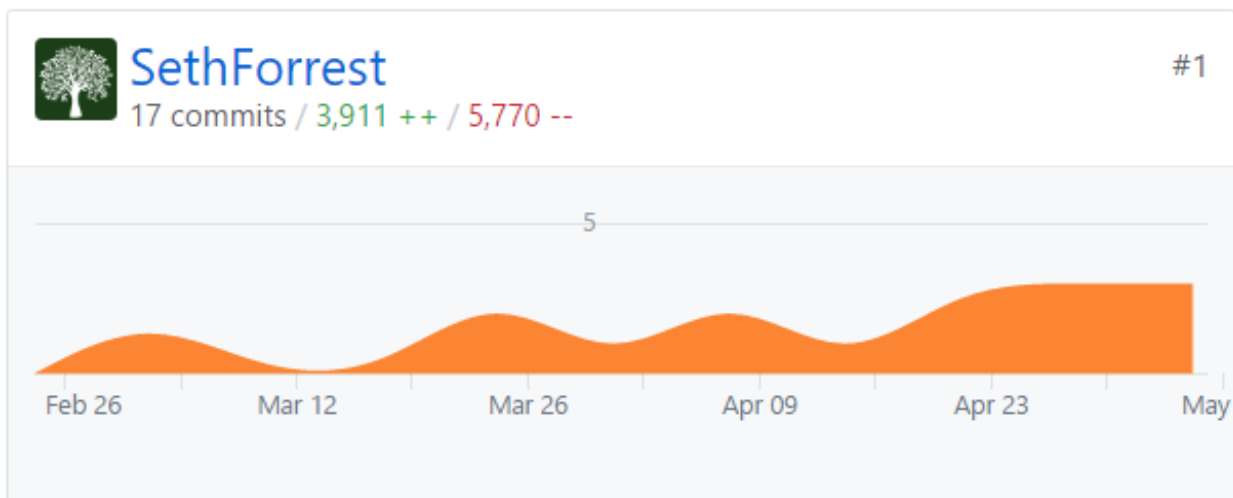 SethForrest #1
17 commits / 3,911 ++ / 5,770 --
5
Feb 26 Mar 12 Mar 26 Apr 09 Apr 23 May